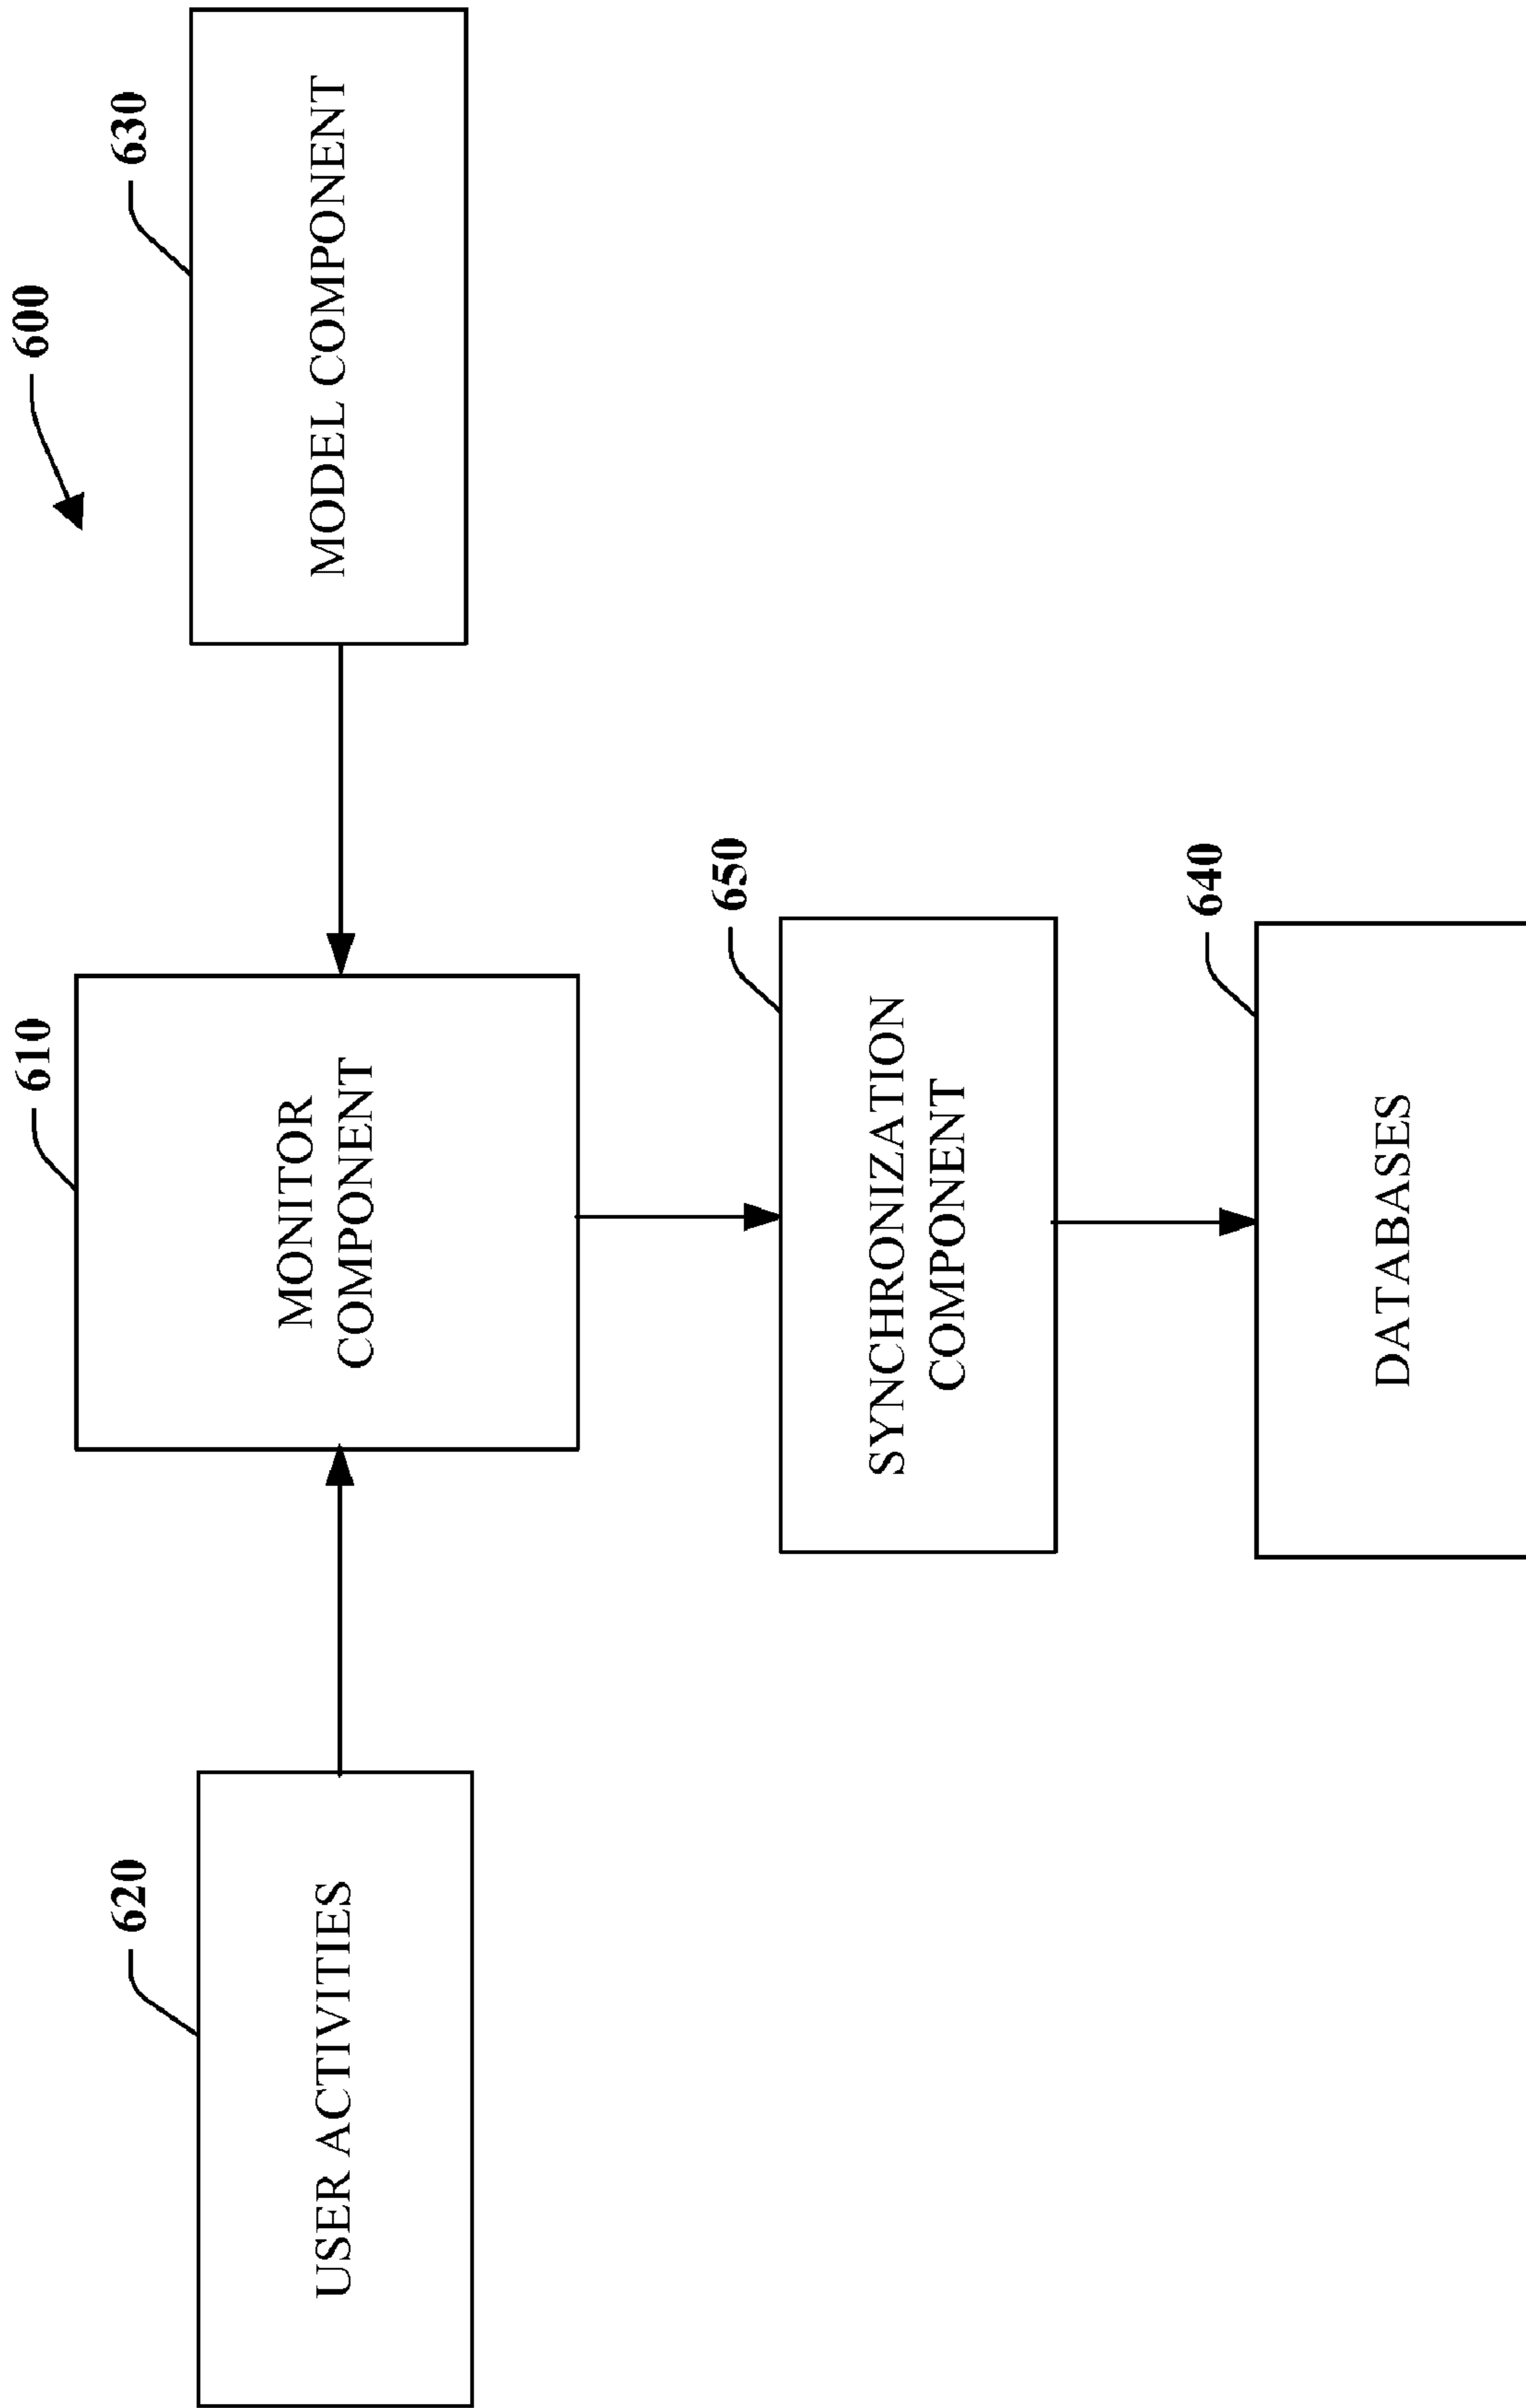 600
610
MONITOR
COMPONENT
620
USER ACTIVITIES
630
MODEL COMPONENT
650
SYNCHRONIZATION
COMPONENT
640
DATABASES